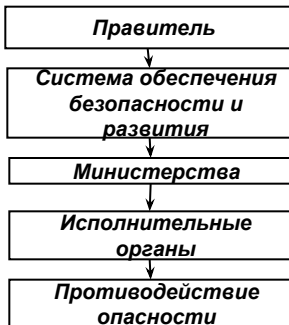 Правитель
Система обеспечения
безопасности и
развития
Министерства
Исполнительные
органы
Противодействие
опасности